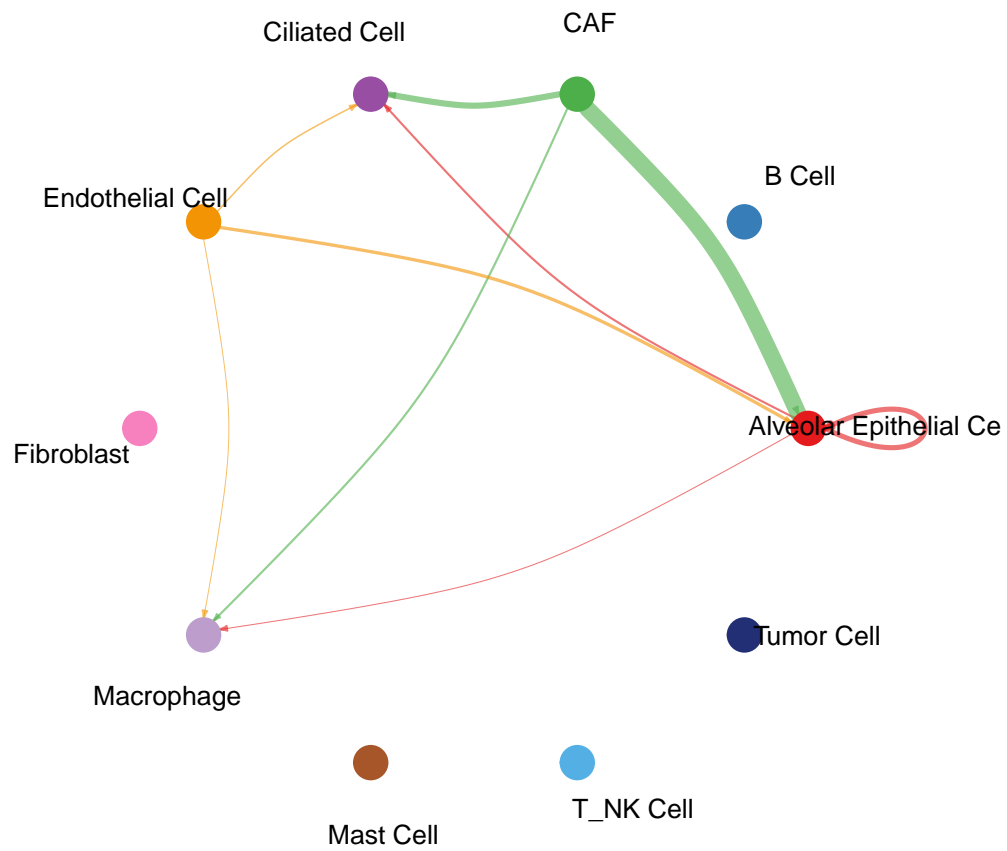 CAF
Ciliated Cell
B Cell
Endothelial Cell
Alveolar Epithelial Ce
Fibroblast
Tumor Cell
Macrophage
T_NK Cell
Mast Cell